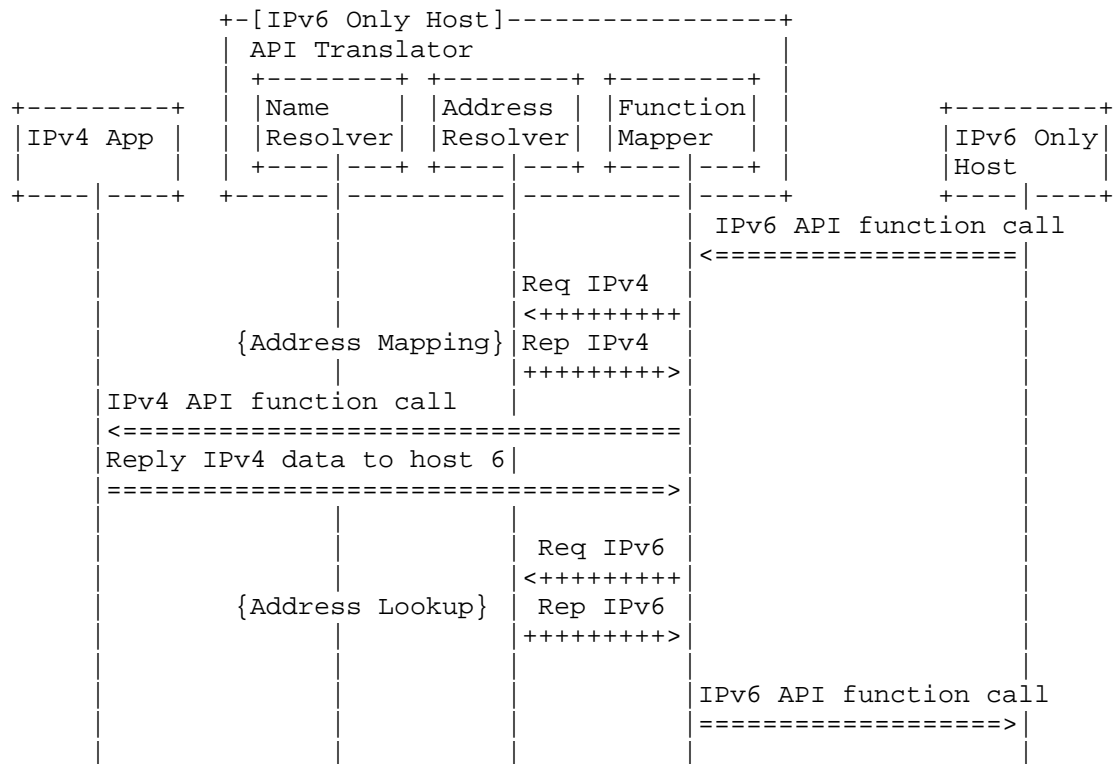 [IPv6 Only Host]
API Translator
Name Address Function
IPv4 App Resolver Resolver Mapper IPv6 Only
Host
IPv6 API function call
<===================
Req IPv4
<+++++++++
{Address Mapping} Rep IPv4
+++++++++>
IPv4 API function call
<===================================
Reply IPv4 data to host 6
===================================>
Req IPv6
<+++++++++
{Address Lookup} Rep IPv6
+++++++++>
IPv6 API function call
===================>